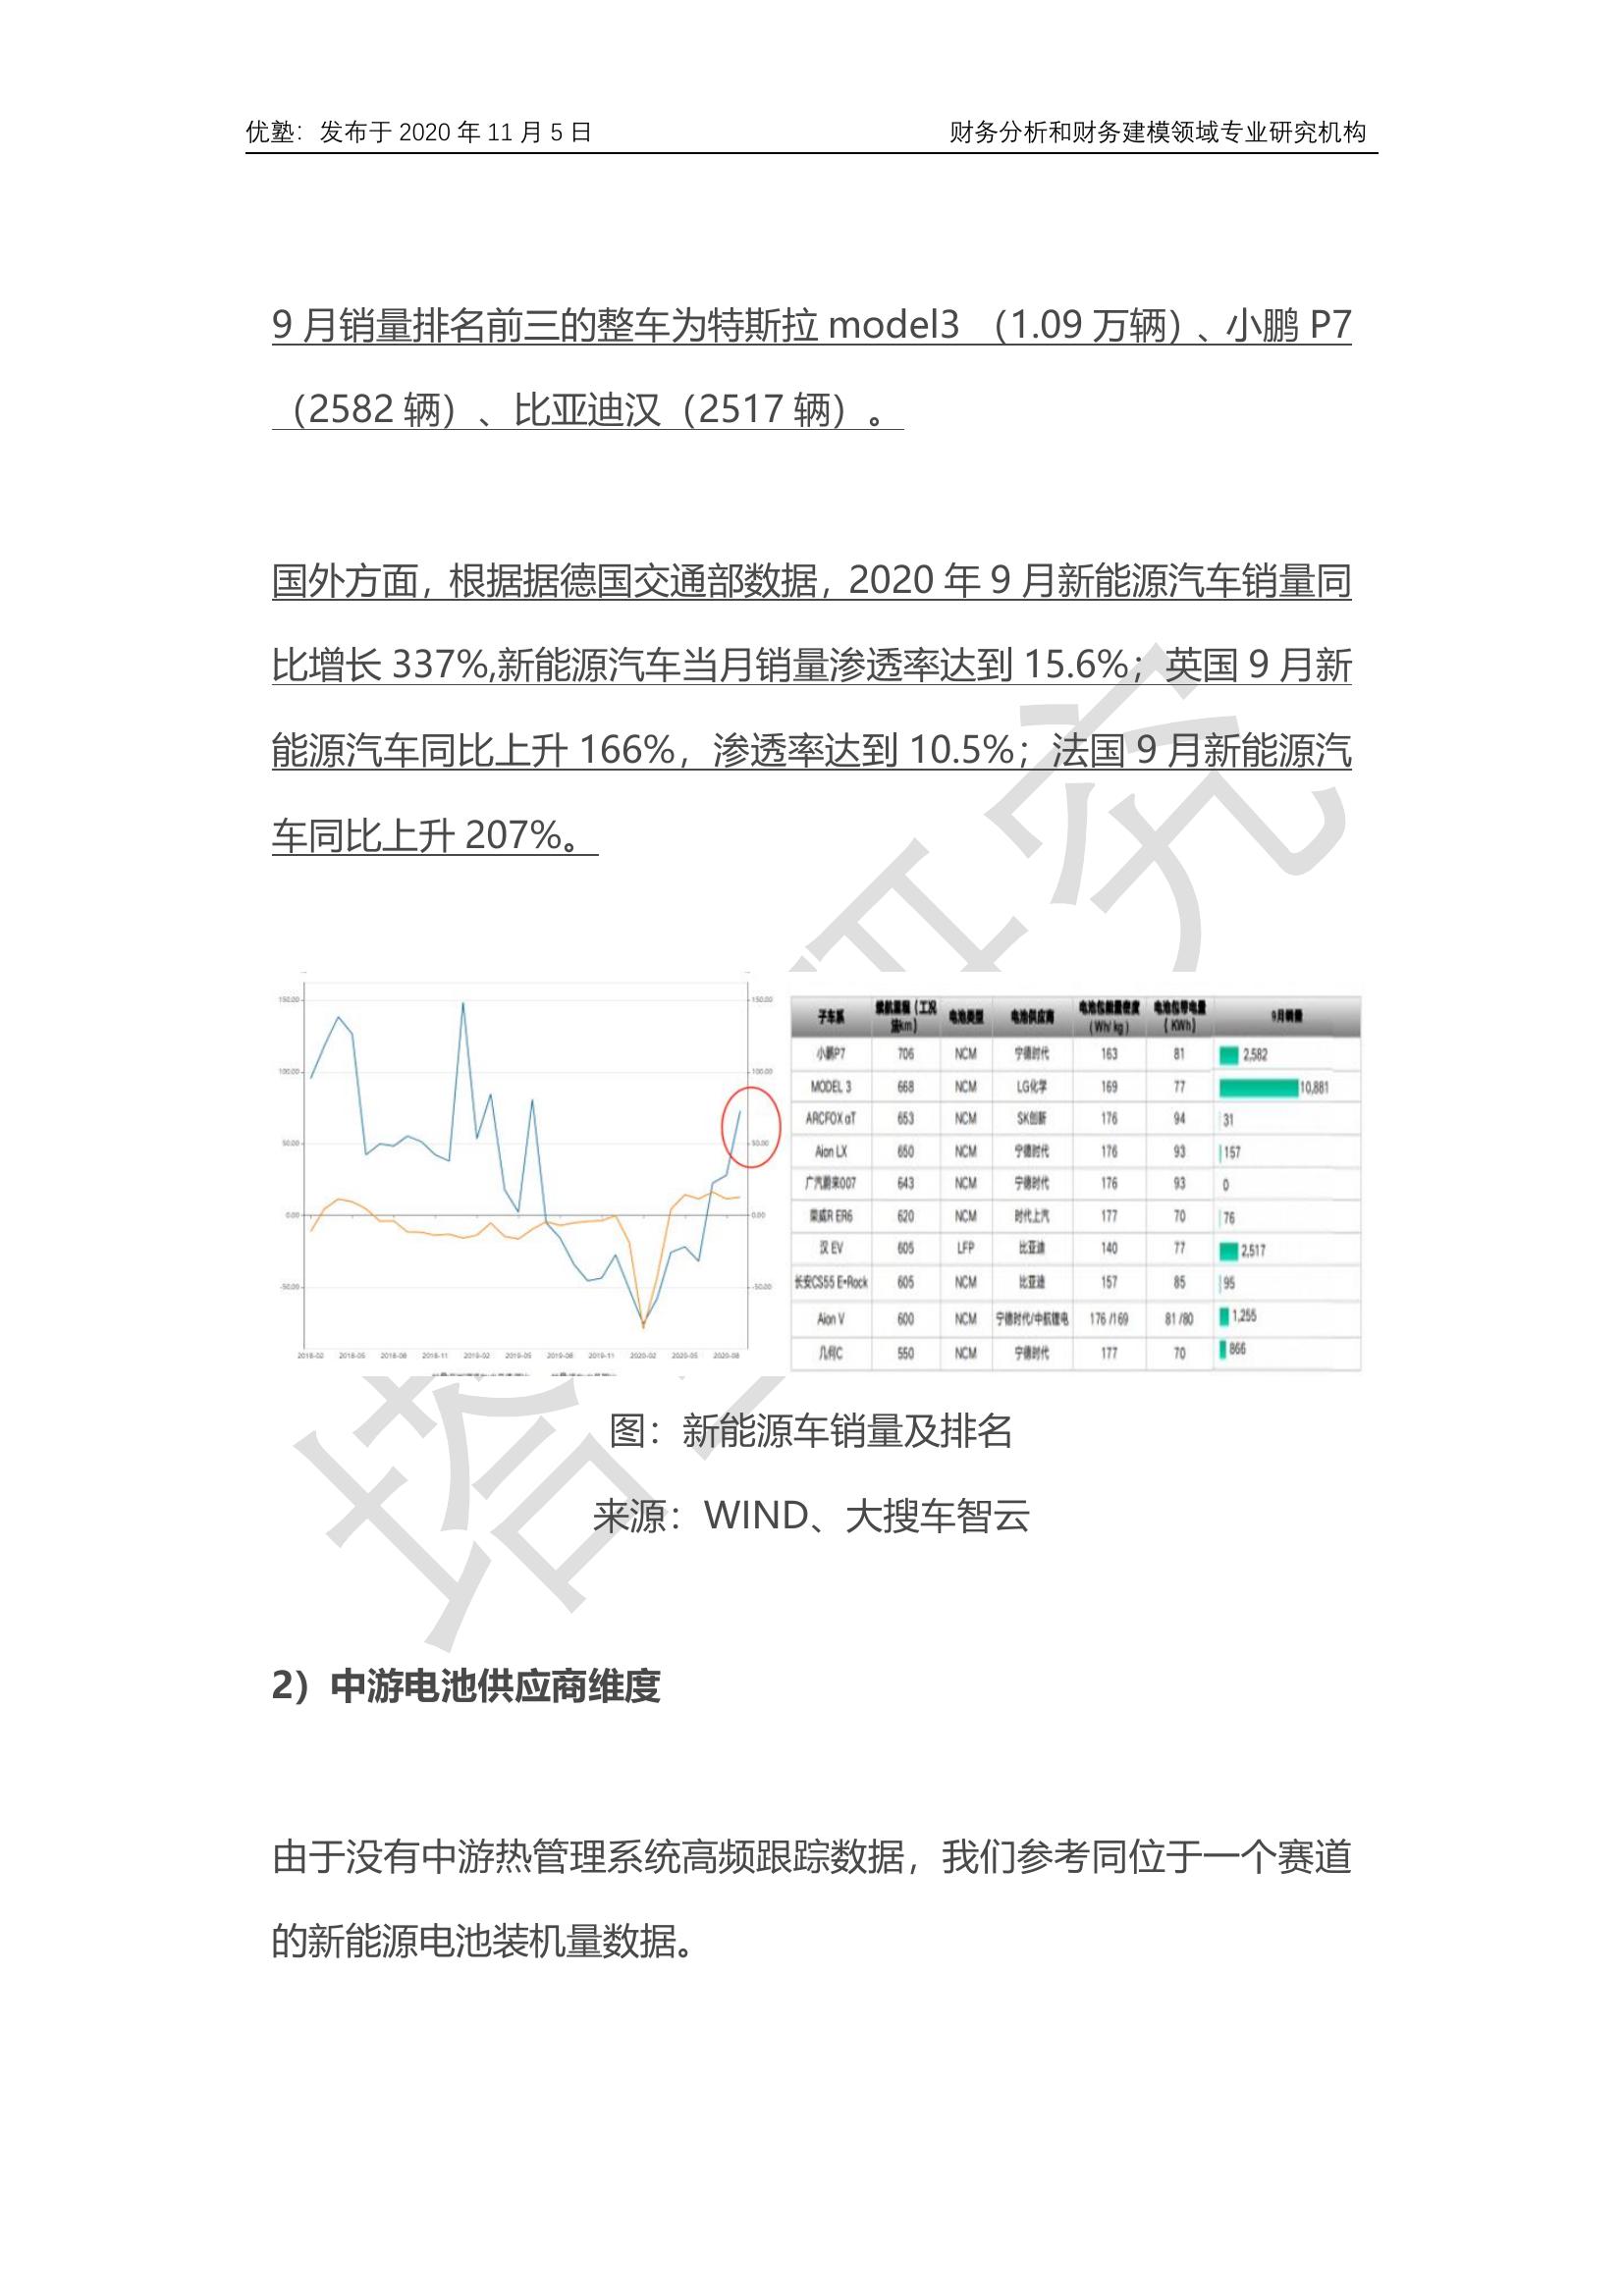 优塾：发布于 2020 年 11 月 5 日 财务分析和财务建模领域专业研究机构
9 月销量排名前三的整车为特斯拉 model3 （1.09 万辆）、小鹏 P7
（2582 辆）、比亚迪汉（2517 辆）。
国外方面，根据据德国交通部数据，2020 年 9 月新能源汽车销量同
比增长 337%,新能源汽车当月销量渗透率达到 15.6%；英国 9 月新
能源汽车同比上升 166%，渗透率达到 10.5%；法国 9 月新能源汽
车同比上升 207%。
150.00 150.00
100.00 100.00
50.00 50.00
0.00 0.00
-50.00 -50.00
2018-02 2018-05 2018-08 2018-11 2019-02 2019-05 2019-08 2019-11 2020-02 2020-05 2020-08
子车系 续航里程（工况法km） 电池类型 电池供应商 电池包能量密度（Wh/kg） 电池包带电量（KWh） 9月销量
小鹏P7 706 NCM 宁德时代 163 81 2,582
MODEL 3 668 NCM LG化学 169 77 10,881
ARCFOX αT 653 NCM SK创新 176 94 31
Aion LX 650 NCM 宁德时代 176 93 157
广汽蔚来007 643 NCM 宁德时代 176 93 0
荣威R ER6 620 NCM 时代上汽 177 70 76
汉 EV 605 LFP 比亚迪 140 77 2,517
长安CS55 E-Rock 605 NCM 比亚迪 157 85 95
Aion V 600 NCM 宁德时代/中航锂电 176 /169 81 /80 1,255
几何C 550 NCM 宁德时代 177 70 866
图：新能源车销量及排名
来源：WIND、大搜车智云
2）中游电池供应商维度
由于没有中游热管理系统高频跟踪数据，我们参考同位于一个赛道
的新能源电池装机量数据。